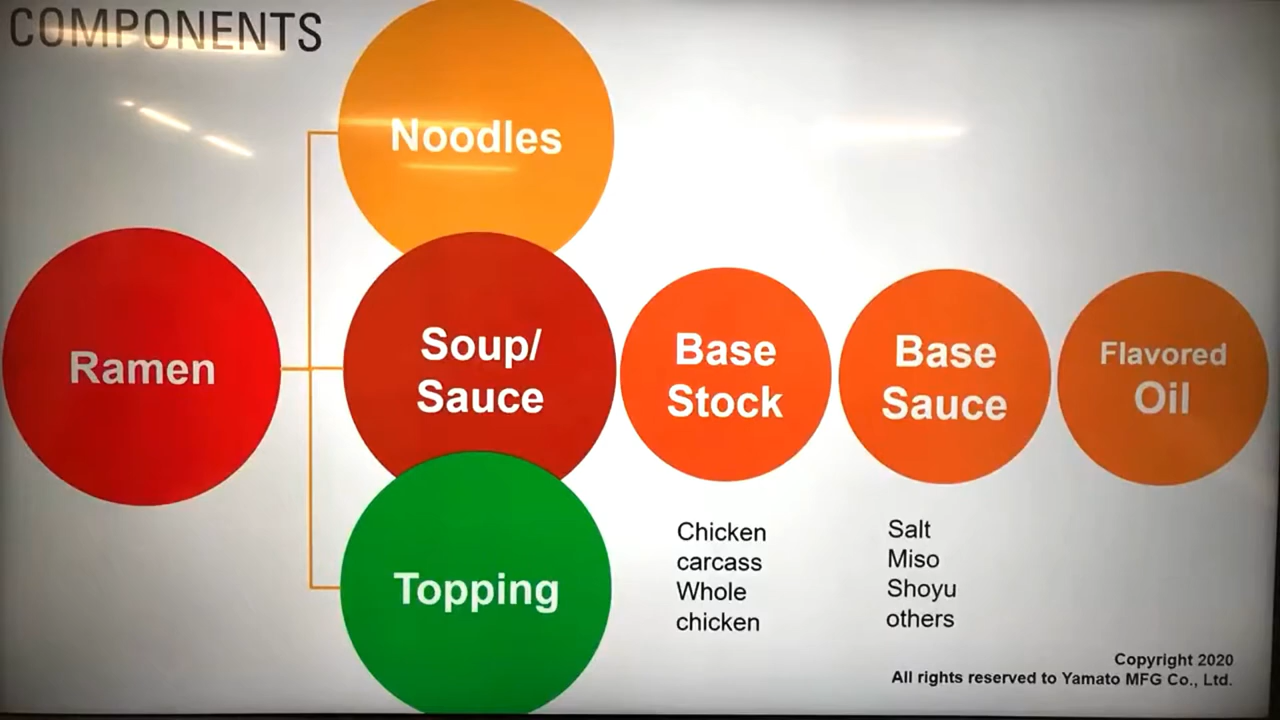 COMPONENTS
Noodles
Ramen
Soup/
Sauce
Base
Stock
Base
Sauce
Flavored
Oil
Topping
Chicken
carcass
Whole
chicken
Salt
Miso
Shoyu
others
Copyright 2020
All rights reserved to Yamato MFG Co., Ltd.